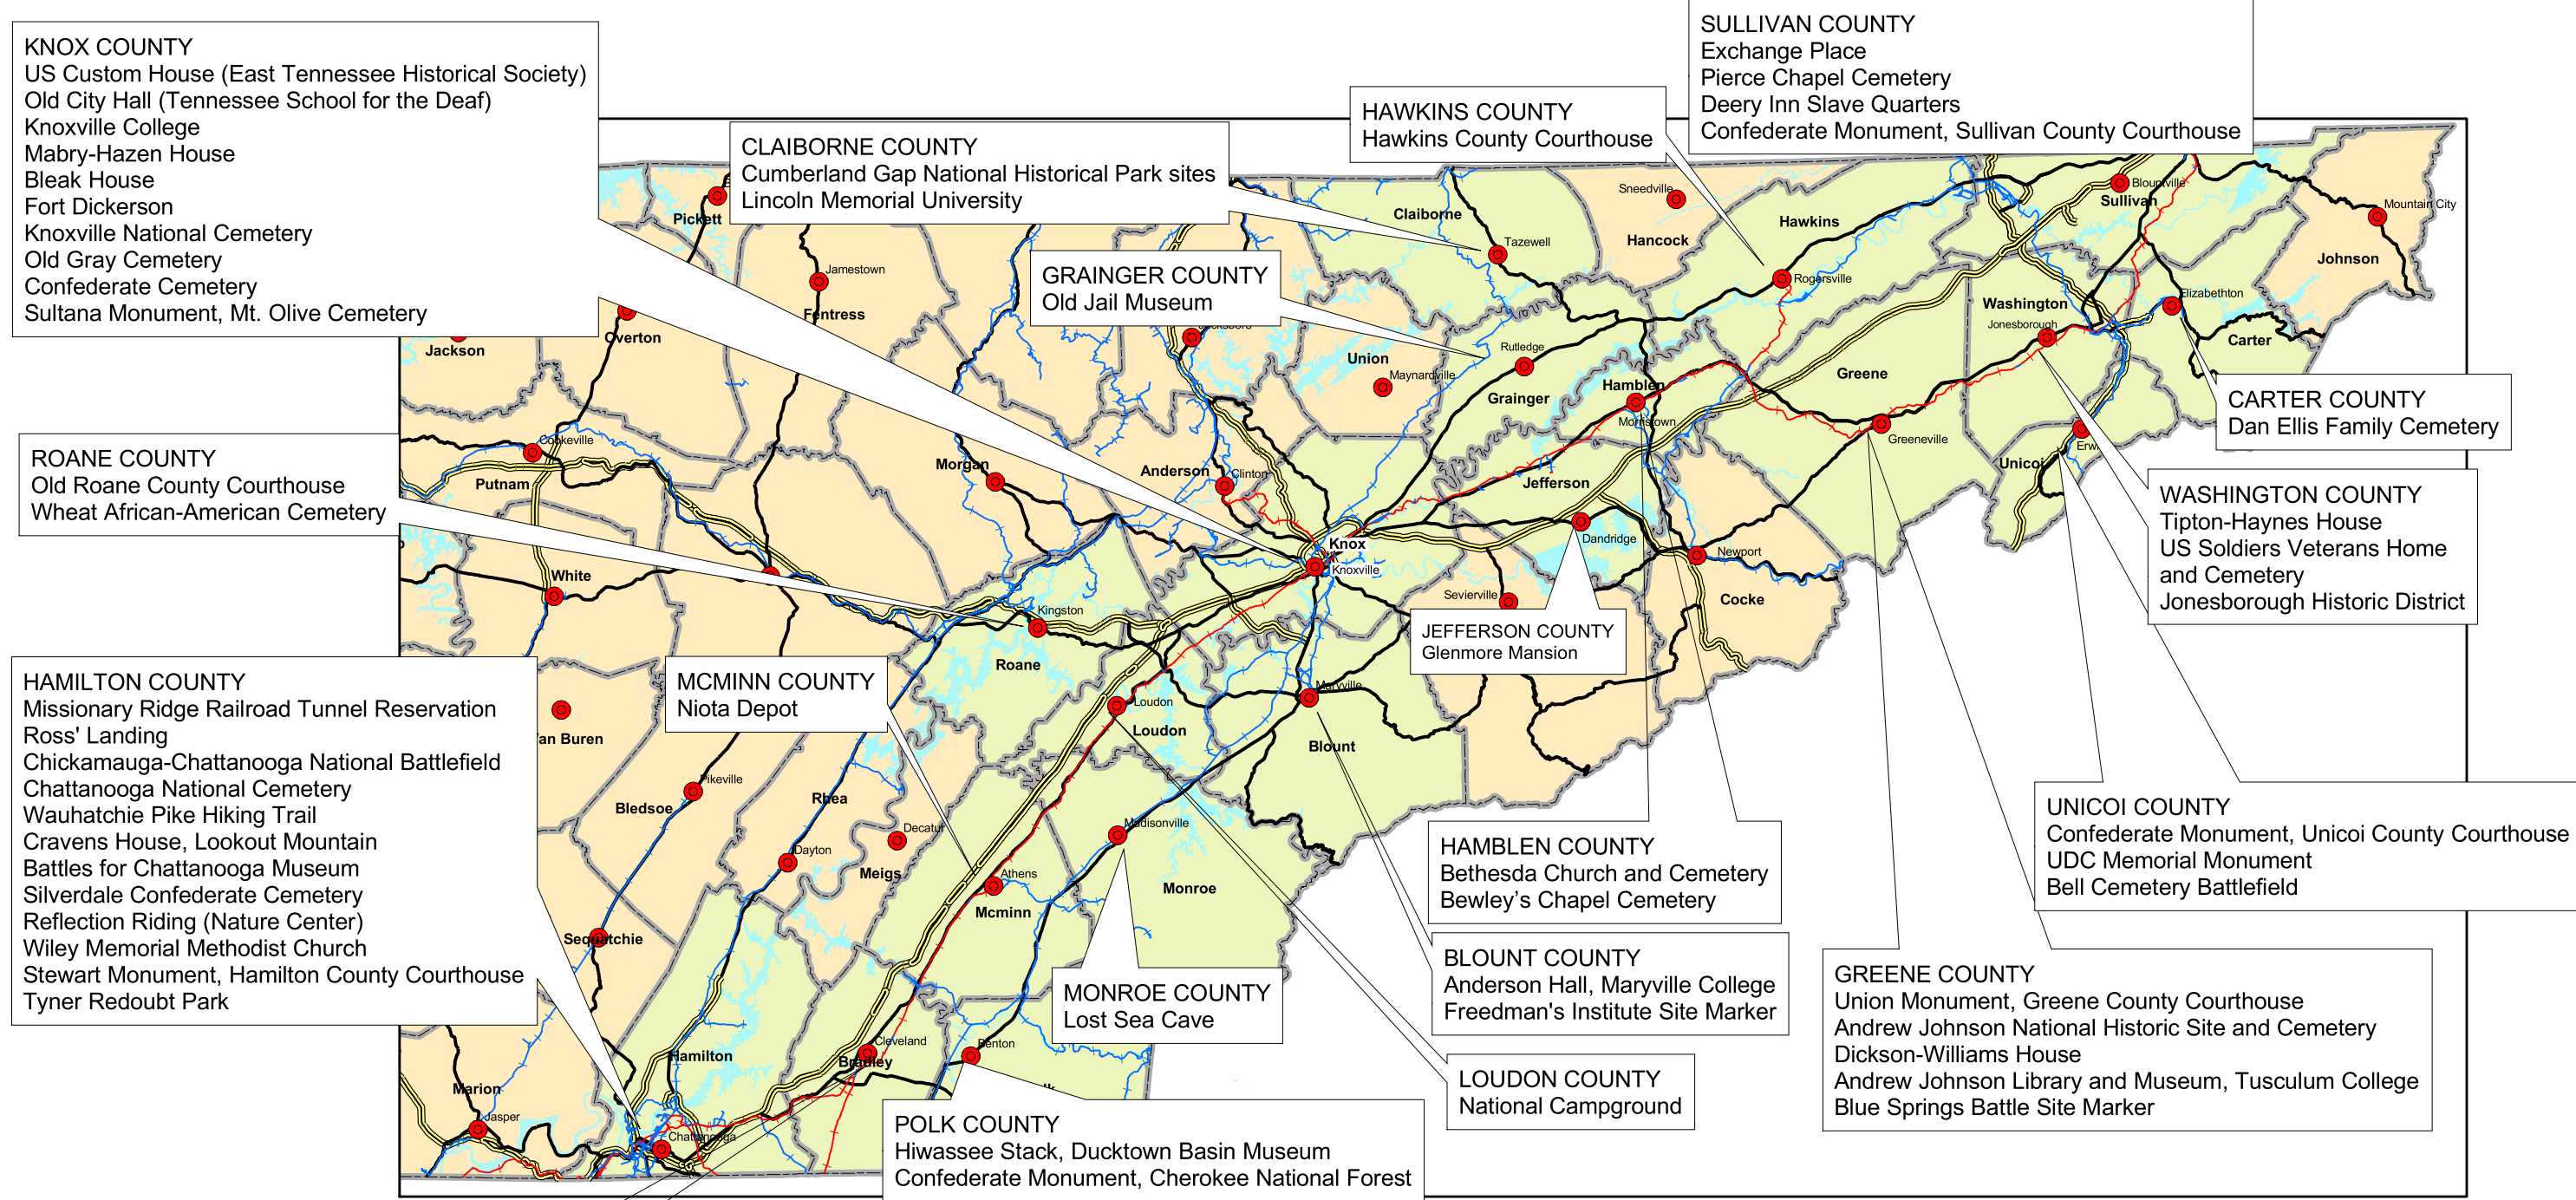 KNOX COUNTY
US Custom House (East Tennessee Historical Society)
Old City Hall (Tennessee School for the Deaf)
Knoxville College
Mabry-Hazen House
Bleak House
Fort Dickerson
Knoxville National Cemetery
Old Gray Cemetery
Confederate Cemetery
Sultana Monument, Mt. Olive Cemetery
CLAIBORNE COUNTY
Cumberland Gap National Historical Park sites
Lincoln Memorial University
HAWKINS COUNTY
Hawkins County Courthouse
SULLIVAN COUNTY
Exchange Place
Pierce Chapel Cemetery
Deery Inn Slave Quarters
Confederate Monument, Sullivan County Courthouse
GRAINGER COUNTY
Old Jail Museum
Pickett
Jamestown
Fentress
Overton
Jackson
Claiborne
Tazewell
Sneedville
Hancock
Hawkins
Rogersville
Blountville
Sullivan
Mountain City
Johnson
Elizabethton
Carter
Washington
Jonesborough
Union
Maynardville
Rutledge
Grainger
Hamblen
Morristown
Greene
Greeneville
Unicoi
CARTER COUNTY
Dan Ellis Family Cemetery
ROANE COUNTY
Old Roane County Courthouse
Wheat African-American Cemetery
Cookeville
Putnam
White
Morgan
Anderson
Clinton
Jefferson
Dandridge
Knox
Knoxville
Newport
Cocke
Sevierville
WASHINGTON COUNTY
Tipton-Haynes House
US Soldiers Veterans Home
and Cemetery
Jonesborough Historic District
JEFFERSON COUNTY
Glenmore Mansion
Kingston
Roane
Loudon
Loudon
Maryville
Blount
MCMINN COUNTY
Niota Depot
HAMILTON COUNTY
Missionary Ridge Railroad Tunnel Reservation
Ross' Landing
Chickamauga-Chattanooga National Battlefield
Chattanooga National Cemetery
Wauhatchie Pike Hiking Trail
Cravens House, Lookout Mountain
Battles for Chattanooga Museum
Silverdale Confederate Cemetery
Reflection Riding (Nature Center)
Wiley Memorial Methodist Church
Stewart Monument, Hamilton County Courthouse
Tyner Redoubt Park
an Buren
Pikeville
Bledsoe
Rhea
Dayton
Decatur
Meigs
Madisonville
Monroe
Athens
Mcminn
Sequatchie
Hamilton
Cleveland
Bradley
Benton
Marion
Jasper
Chattanooga
HAMBLEN COUNTY
Bethesda Church and Cemetery
Bewley’s Chapel Cemetery
UNICOI COUNTY
Confederate Monument, Unicoi County Courthouse
UDC Memorial Monument
Bell Cemetery Battlefield
BLOUNT COUNTY
Anderson Hall, Maryville College
Freedman's Institute Site Marker
MONROE COUNTY
Lost Sea Cave
GREENE COUNTY
Union Monument, Greene County Courthouse
Andrew Johnson National Historic Site and Cemetery
Dickson-Williams House
Andrew Johnson Library and Museum, Tusculum College
Blue Springs Battle Site Marker
LOUDON COUNTY
National Campground
POLK COUNTY
Hiwassee Stack, Ducktown Basin Museum
Confederate Monument, Cherokee National Forest